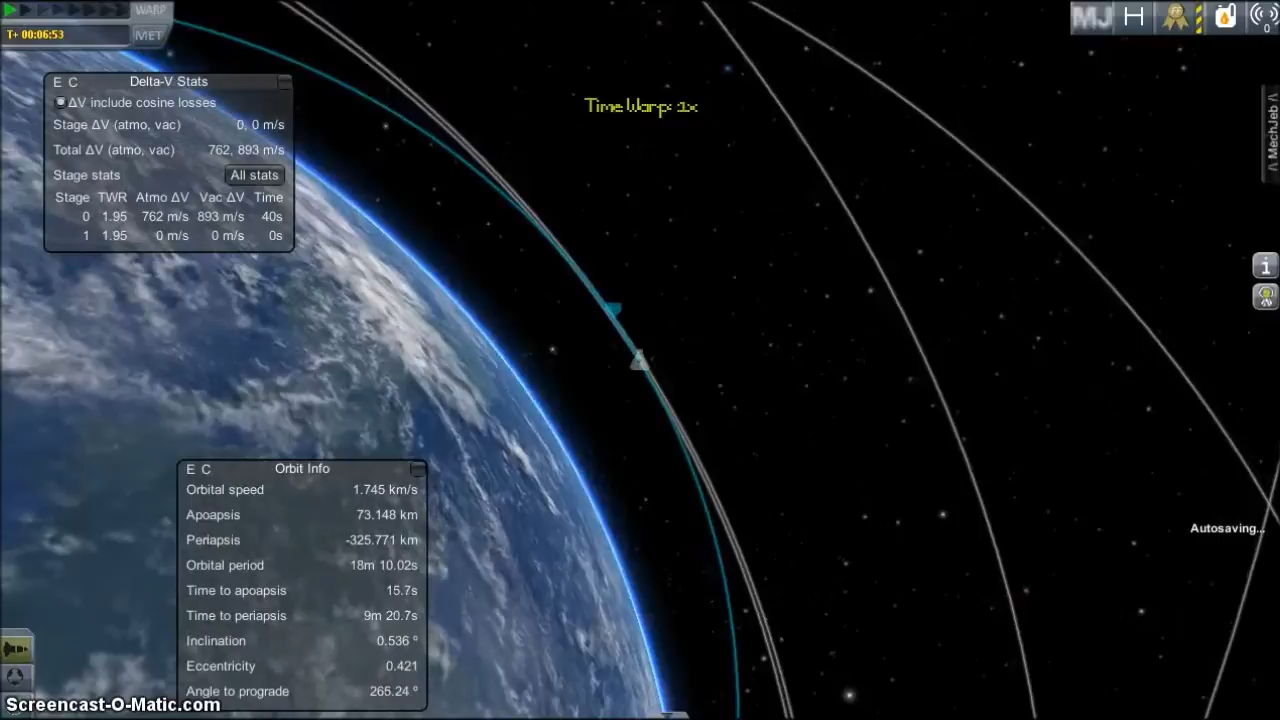 WARP
T+ 00:06:53
MET
MJ
H
0
E C Delta-V Stats
ΔV include cosine losses
Stage ΔV (atmo, vac) 0, 0 m/s
Total ΔV (atmo, vac) 762, 893 m/s
Stage stats All stats
Stage TWR Atmo ΔV Vac ΔV Time
0 1.95 762 m/s 893 m/s 40s
1 1.95 0 m/s 0 m/s 0s
Time Warp: 1x
/\ MechJeb /\
i
E C Orbit Info
Orbital speed 1.745 km/s
Apoapsis 73.148 km
Periapsis -325.771 km
Orbital period 18m 10.02s
Time to apoapsis 15.7s
Time to periapsis 9m 20.7s
Inclination 0.536 º
Eccentricity 0.421
Angle to prograde 265.24 º
Autosaving...
Screencast-O-Matic.com